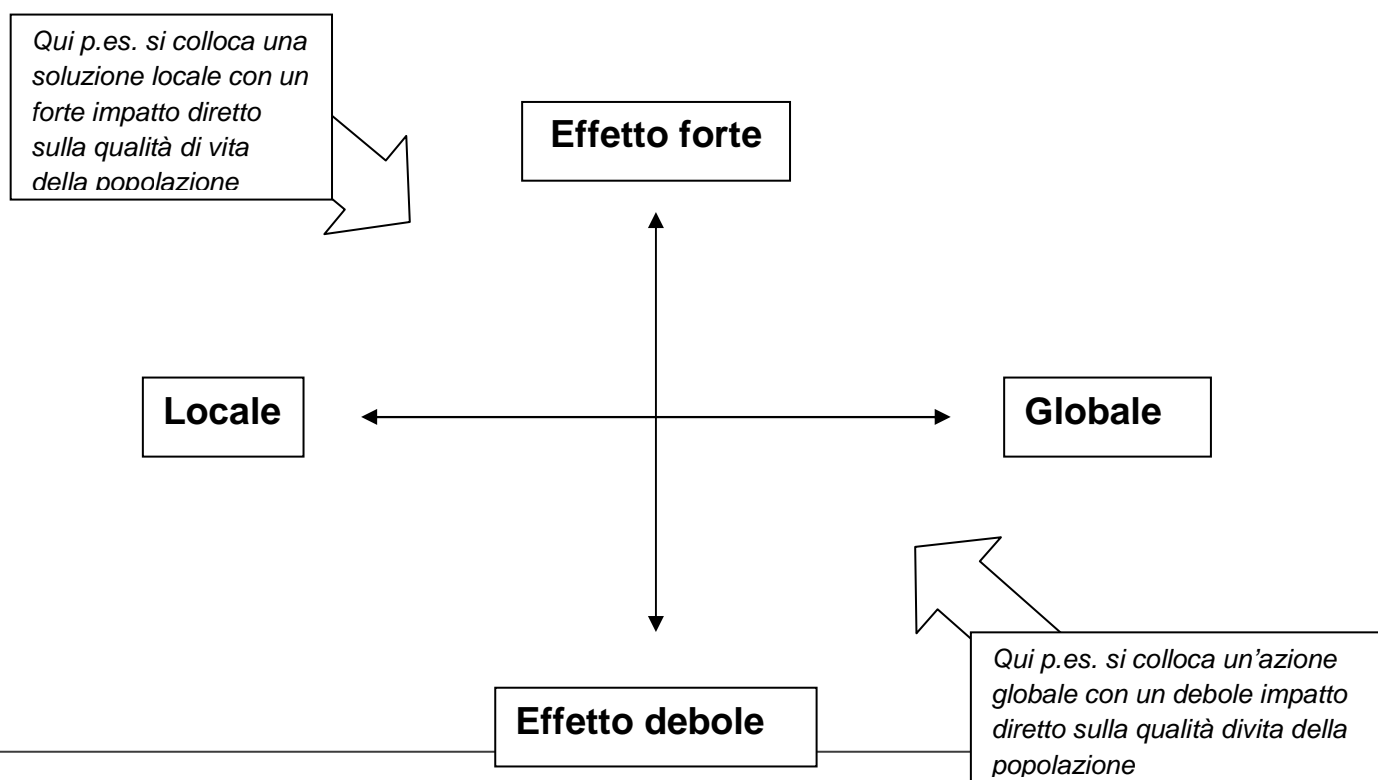 Qui p.es. si colloca una
soluzione locale con un
forte impatto diretto
sulla qualità di vita
della popolazione
Effetto forte
Locale
Globale
Qui p.es. si colloca un'azione
globale con un debole impatto
diretto sulla qualità divita della
popolazione
Effetto debole